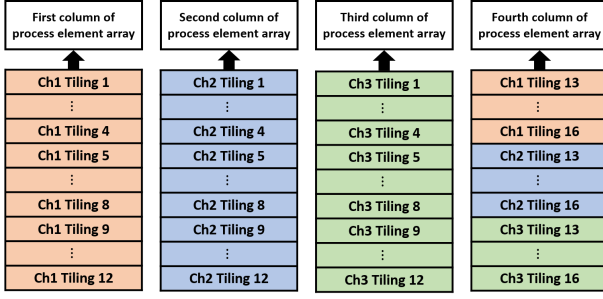 First column of
process element array
Ch1 Tiling 1
⋮
Ch1 Tiling 4
Ch1 Tiling 5
⋮
Ch1 Tiling 8
Ch1 Tiling 9
⋮
Ch1 Tiling 12
Second column of
process element array
Ch2 Tiling 1
⋮
Ch2 Tiling 4
Ch2 Tiling 5
⋮
Ch2 Tiling 8
Ch2 Tiling 9
⋮
Ch2 Tiling 12
Third column of
process element array
Ch3 Tiling 1
⋮
Ch3 Tiling 4
Ch3 Tiling 5
⋮
Ch3 Tiling 8
Ch3 Tiling 9
⋮
Ch3 Tiling 12
Fourth column of
process element array
Ch1 Tiling 13
⋮
Ch1 Tiling 16
Ch2 Tiling 13
⋮
Ch2 Tiling 16
Ch3 Tiling 13
⋮
Ch3 Tiling 16